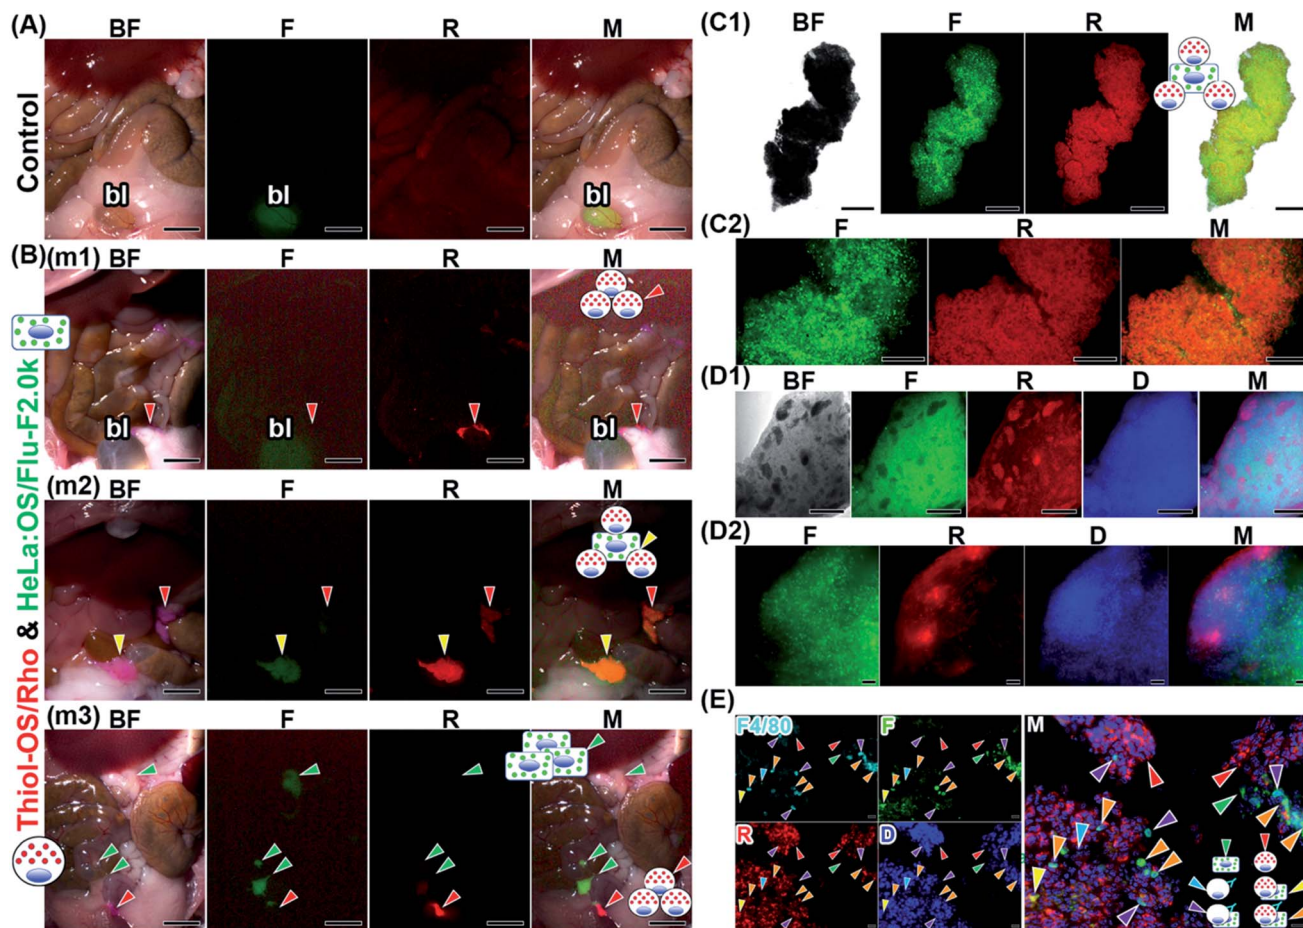 (A)
BF F R M
Control
bl bl bl
(B) (m1)
BF F R M
bl bl bl
(m2)
BF F R M
(m3)
BF F R M
Thiol-OS/Rho & HeLa:OS/Flu-F2.0k
(C1)
BF F R M
(C2)
F R M
(D1)
BF F R D M
(D2)
F R D M
(E)
F4/80 F M
R D